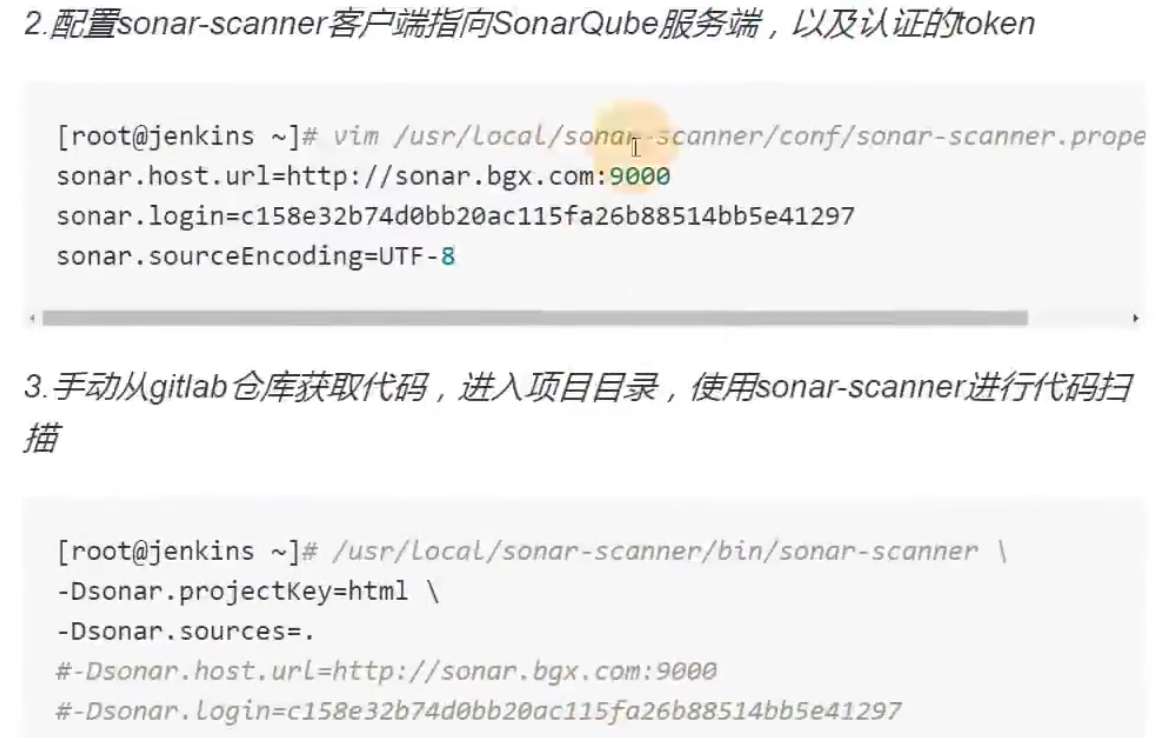 2.配置sonar-scanner客户端指向SonarQube服务端，以及认证的token
[root@jenkins ~]# vim /usr/local/sonar-scanner/conf/sonar-scanner.prope
sonar.host.url=http://sonar.bgx.com:9000
sonar.login=c158e32b74d0bb20ac115fa26b88514bb5e41297
sonar.sourceEncoding=UTF-8
3.手动从gitlab仓库获取代码，进入项目目录，使用sonar-scanner进行代码扫
描
[root@jenkins ~]# /usr/local/sonar-scanner/bin/sonar-scanner \
-Dsonar.projectKey=html \
-Dsonar.sources=.
#-Dsonar.host.url=http://sonar.bgx.com:9000
#-Dsonar.login=c158e32b74d0bb20ac115fa26b88514bb5e41297